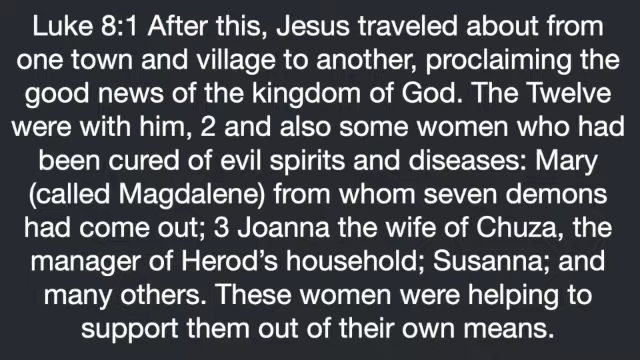 Luke 8:1 After this, Jesus traveled about from
one town and village to another, proclaiming the
good news of the kingdom of God. The Twelve
were with him, 2 and also some women who had
been cured of evil spirits and diseases: Mary
(called Magdalene) from whom seven demons
had come out; 3 Joanna the wife of Chuza, the
manager of Herod’s household; Susanna; and
many others. These women were helping to
support them out of their own means.